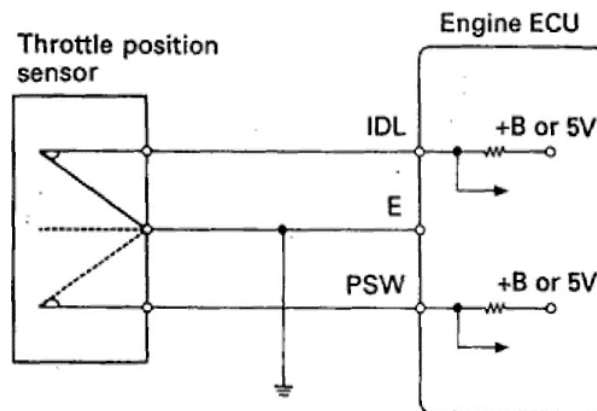 Throttle position
sensor
Engine ECU
IDL
+B or 5V
E
PSW
+B or 5V